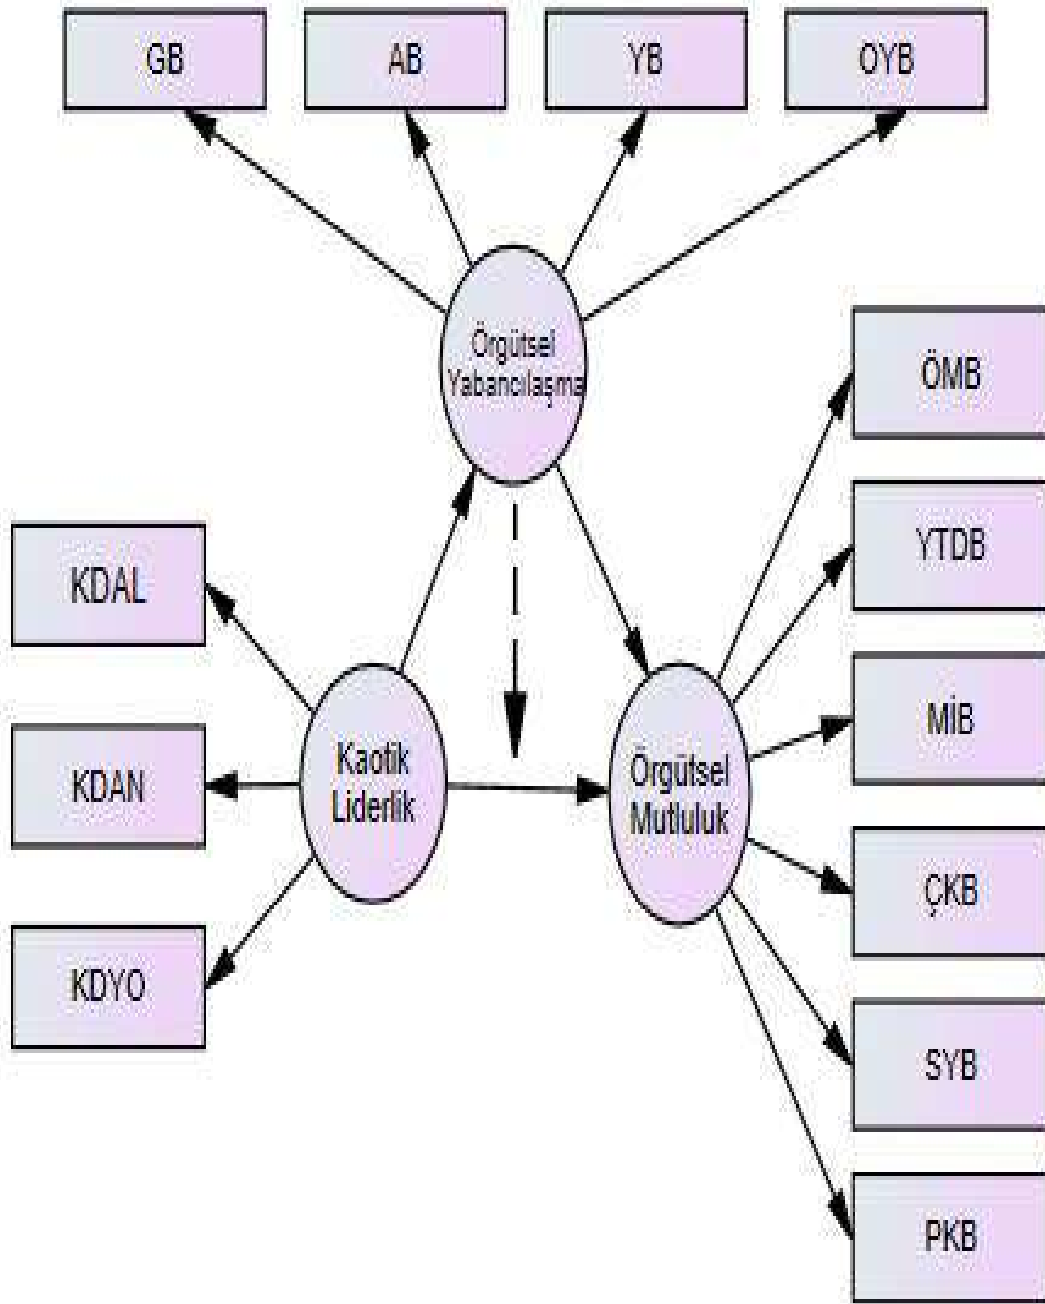 GB
AB
YB
OYB
Örgütsel
Yabancılaşma
ÖMB
YTDB
MİB
ÇKB
SYB
PKB
KDAL
KDAN
KDYO
Kaotik
Liderlik
Örgütsel
Mutluluk